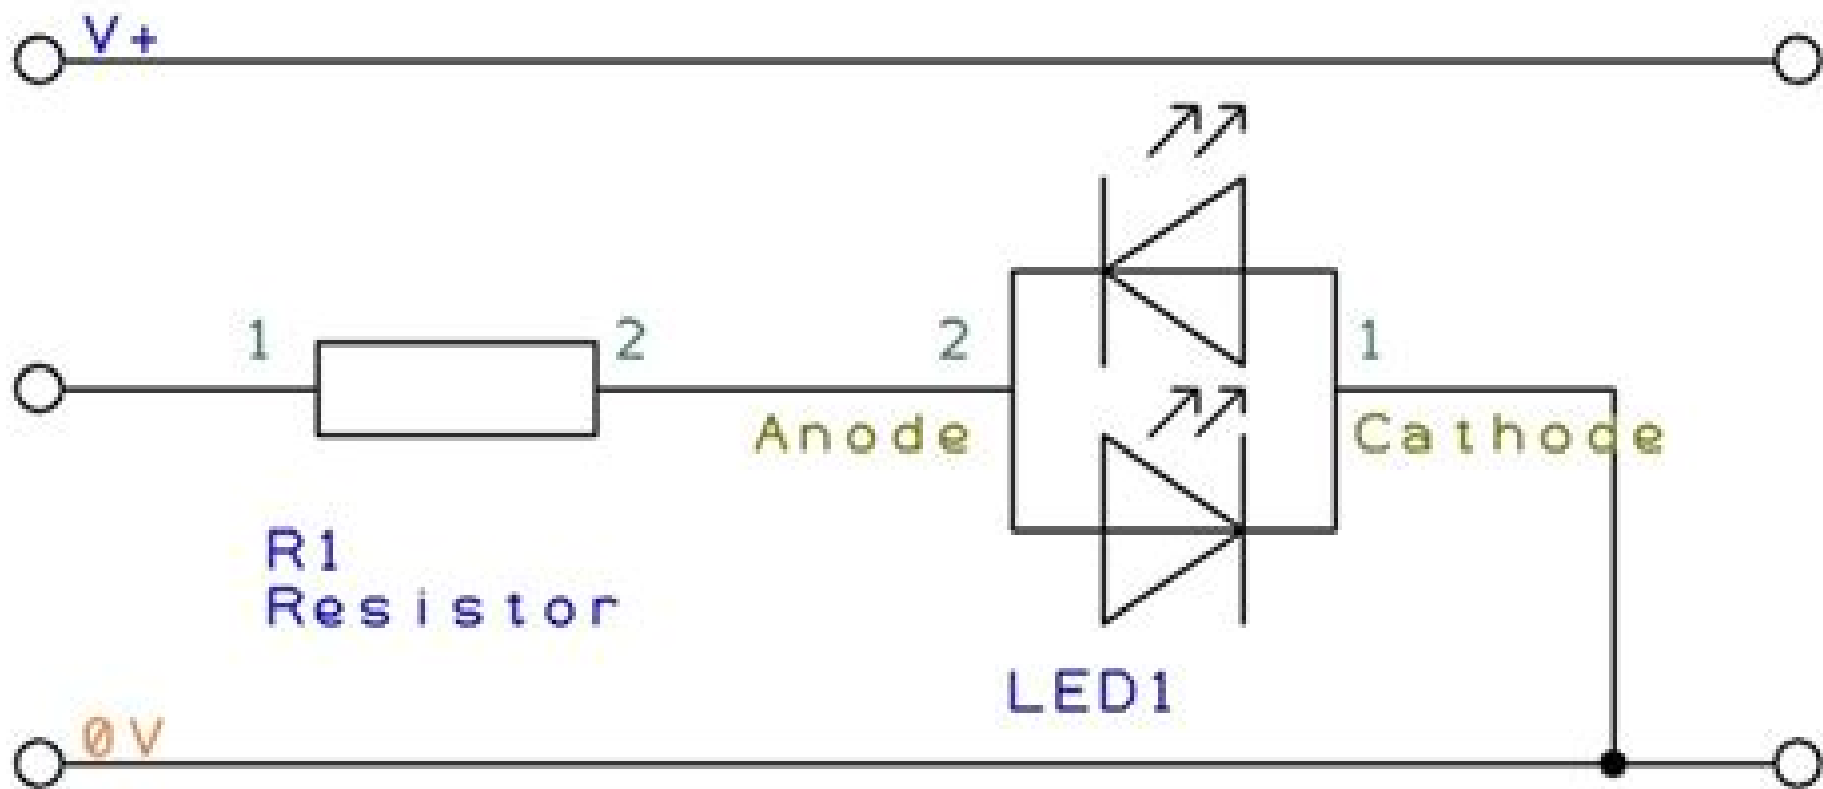 V+
1 2 2 1
Anode Cathode
R1
Resistor
LED1
0V